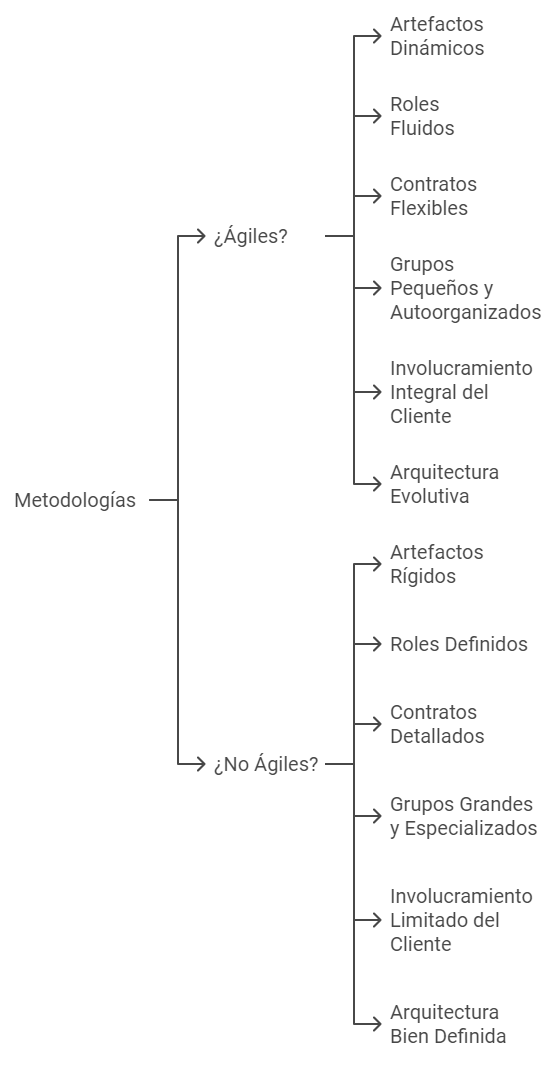 Metodologías
¿Ágiles?
Artefactos
Dinámicos
Roles
Fluidos
Contratos
Flexibles
Grupos
Pequeños y
Autoorganizados
Involucramiento
Integral del
Cliente
Arquitectura
Evolutiva
¿No Ágiles?
Artefactos
Rígidos
Roles Definidos
Contratos
Detallados
Grupos Grandes
y Especializados
Involucramiento
Limitado del
Cliente
Arquitectura
Bien Definida